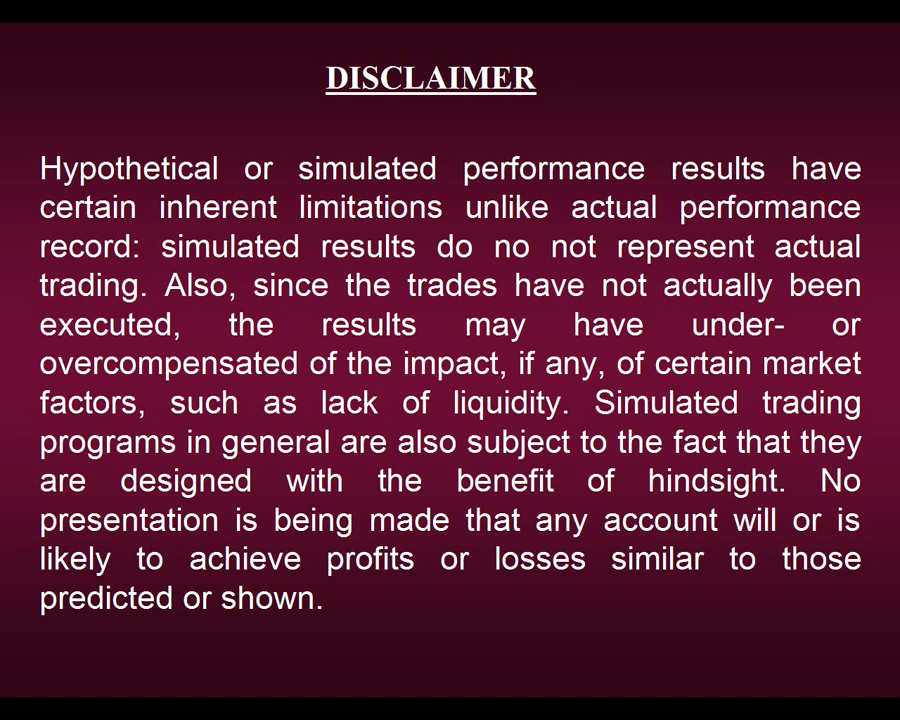 DISCLAIMER
Hypothetical or simulated performance results have
certain inherent limitations unlike actual performance
record: simulated results do no not represent actual
trading. Also, since the trades have not actually been
executed, the results may have under- or
overcompensated of the impact, if any, of certain market
factors, such as lack of liquidity. Simulated trading
programs in general are also subject to the fact that they
are designed with the benefit of hindsight. No
presentation is being made that any account will or is
likely to achieve profits or losses similar to those
predicted or shown.